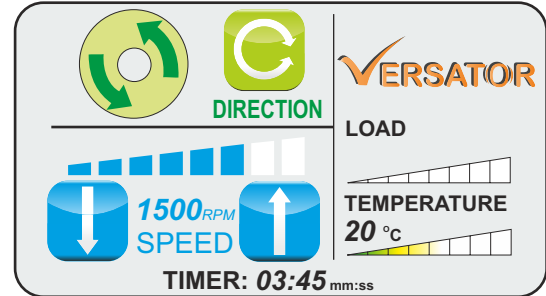 DIRECTION
1500RPM
SPEED
VERSATOR
LOAD
TEMPERATURE
20 °C
TIMER: 03:45 mm:ss